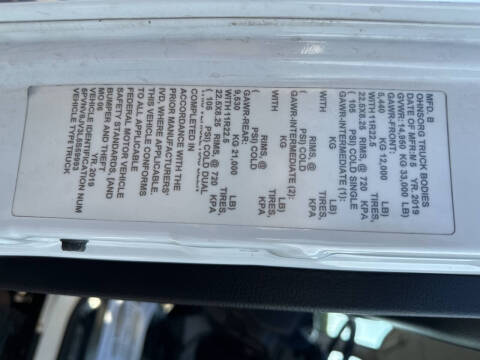 MFD. B
OHNSORG TRUCK BODIES
DATE OF MFR: M 5 YR. 2019
GVWR: 14,960 KG 33,000 LB)
GAWR-FRONT:
5,440 KG 12,000 LB)
WITH 11R22.5 TIRES,
22.5X8.25 RIMS, @ 720 KPA
( 105 PSI) COLD SINGLE
GAWR-INTERMEDIATE (1):
KG LB)
WITH TIRES,
RIMS, @ KPA
( PSI) COLD
GAWR-INTERMEDIATE (2):
KG LB)
WITH TIRES,
RIMS, @ KPA
( PSI) COLD
GAWR-REAR:
9,530 KG 21,000 LB)
WITH 11R22.5 TIRES,
22.5X8.25 RIMS, @ 720 KPA
( 105 PSI) COLD DUAL
COMPLETED IN
ACCORDANCE WITH THE
PRIOR MANUFACTURERS'
IVD, WHERE APPLICABLE.
THIS VEHICLE CONFORMS
TO ALL APPLICABLE
FEDERAL MOTOR VEHICLE
SAFETY STANDARDS, [AND
BUMPER AND THEFT
MO 06 YR. 2019
VEHICLE IDENTIFICATION NUM
VEHICLE TYPE TRUCK